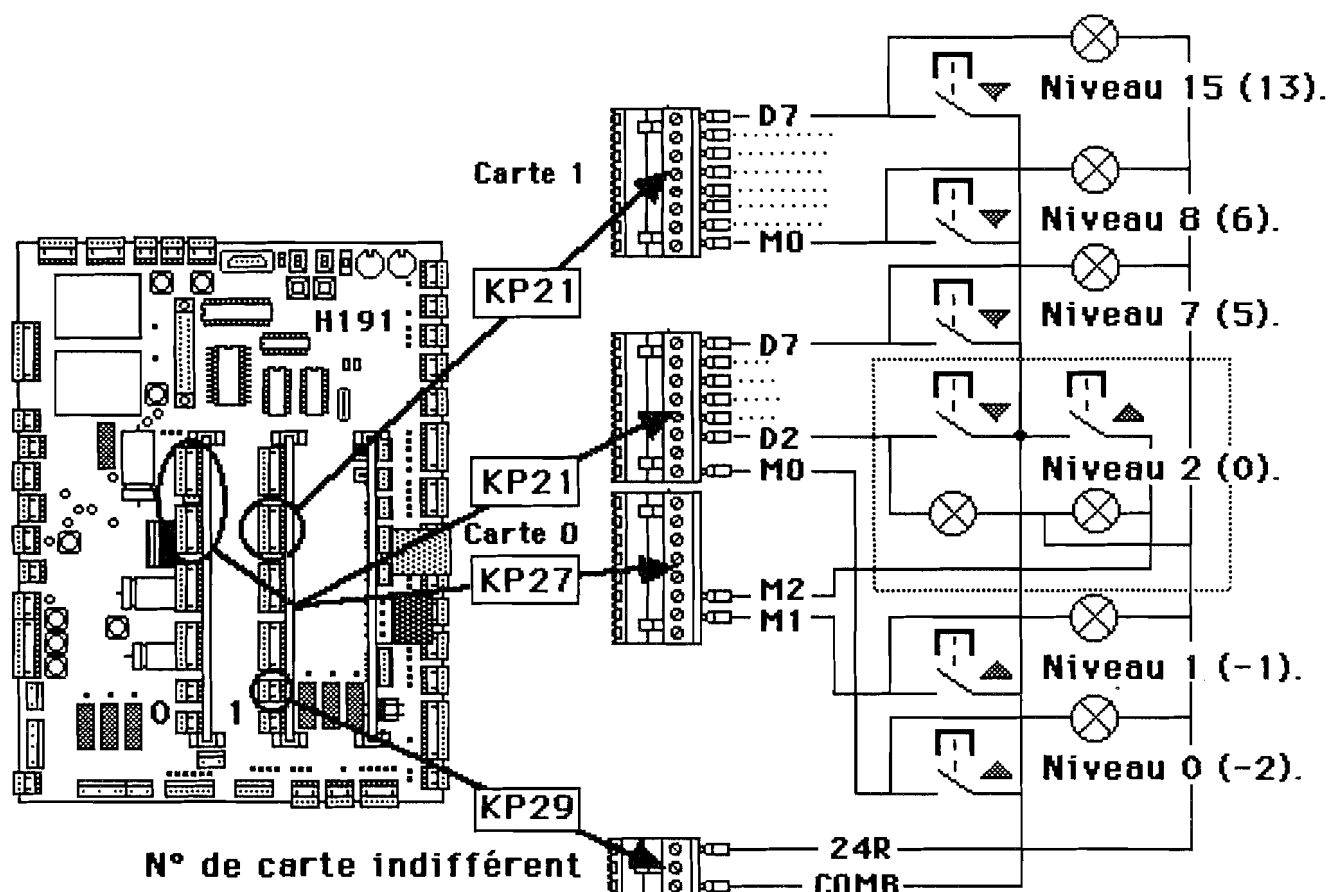 Niveau 15 (13).
D7
Carte 1
M0
Niveau 8 (6).
KP21
H191
Niveau 7 (5).
D7
KP21
D2
M0
Niveau 2 (0).
Carte 0
KP27
M2
M1
Niveau 1 (-1).
0 1
Niveau 0 (-2).
KP29
N° de carte indifférent
24R
COMB